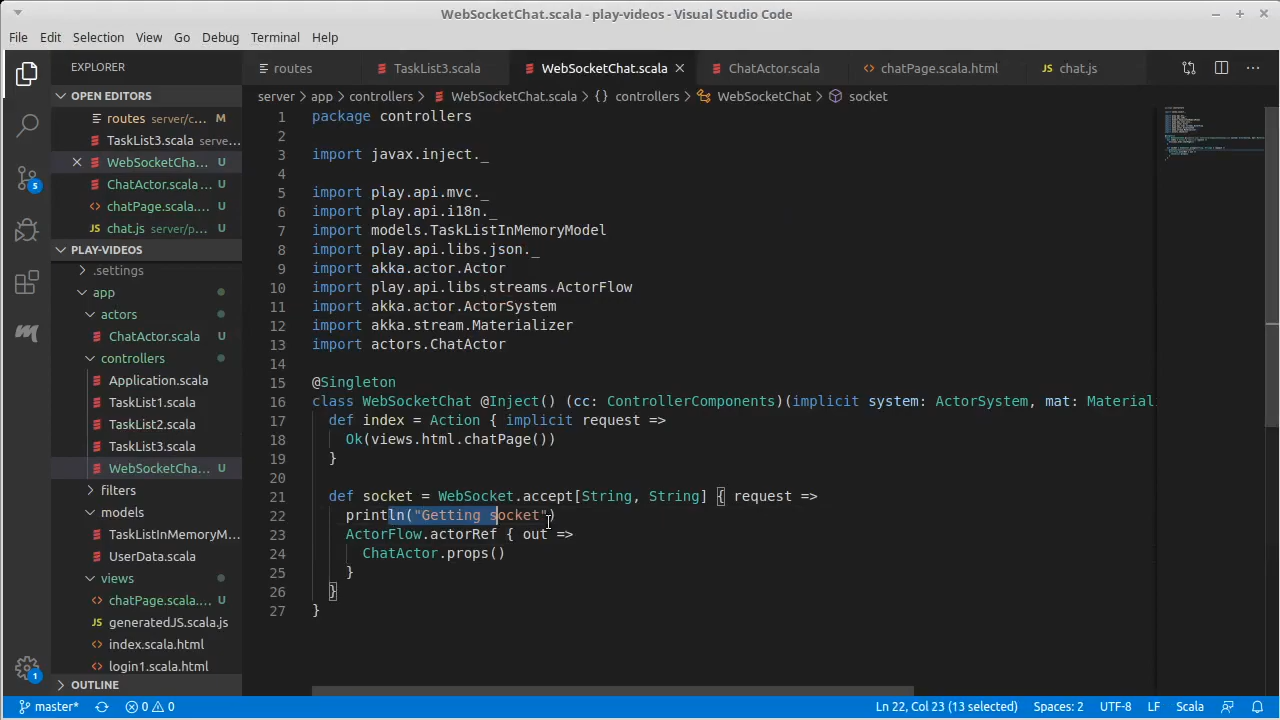 WebSocketChat.scala - play-videos - Visual Studio Code
File Edit Selection View Go Debug Terminal Help
EXPLORER
routes
TaskList3.scala
WebSocketChat.scala
ChatActor.scala
chatPage.scala.html
chat.js
OPEN EDITORS
server app controllers WebSocketChat.scala {} controllers WebSocketChat socket
routes server/c... M
TaskList3.scala serve...
WebSocketCha... U
ChatActor.scala ... U
chatPage.scala.... U
chat.js server/p... U
PLAY-VIDEOS
.settings
app
actors
ChatActor.scala U
controllers
Application.scala
TaskList1.scala
TaskList2.scala
TaskList3.scala
WebSocketCha... U
filters
models
TaskListInMemoryM...
UserData.scala
views
chatPage.scala.... U
generatedJS.scala.js
index.scala.html
login1.scala.html
OUTLINE
1 package controllers
2
3 import javax.inject._
4
5 import play.api.mvc._
6 import play.api.i18n._
7 import models.TaskListInMemoryModel
8 import play.api.libs.json._
9 import akka.actor.Actor
10 import play.api.libs.streams.ActorFlow
11 import akka.actor.ActorSystem
12 import akka.stream.Materializer
13 import actors.ChatActor
14
15 @Singleton
16 class WebSocketChat @Inject() (cc: ControllerComponents)(implicit system: ActorSystem, mat: Material
17 def index = Action { implicit request =>
18 Ok(views.html.chatPage())
19 }
20
21 def socket = WebSocket.accept[String, String] { request =>
22 println("Getting socket")
23 ActorFlow.actorRef { out =>
24 ChatActor.props()
25 }
26 }
27 }
5
1
master* 0 0 Ln 22, Col 23 (13 selected) Spaces: 2 UTF-8 LF Scala